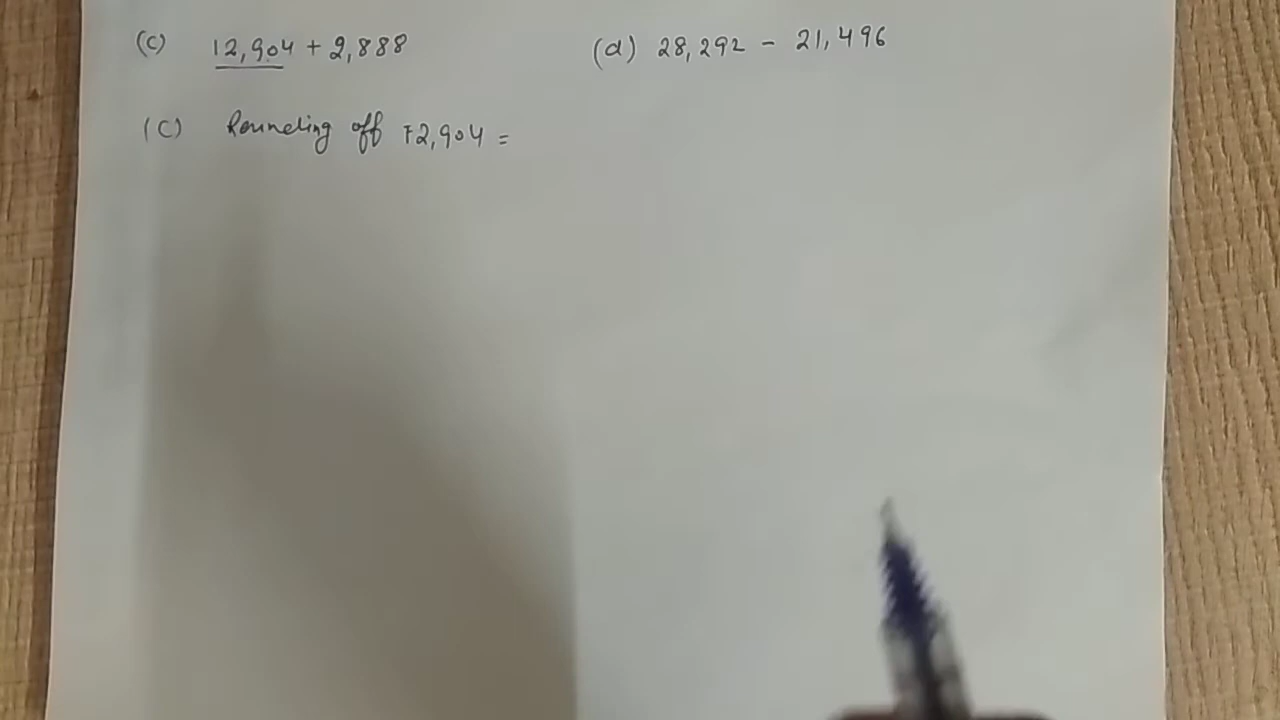 (C) 12,904 + 2,888
(d) 28,292 - 21,496
(C) Rounding off 12,904 =